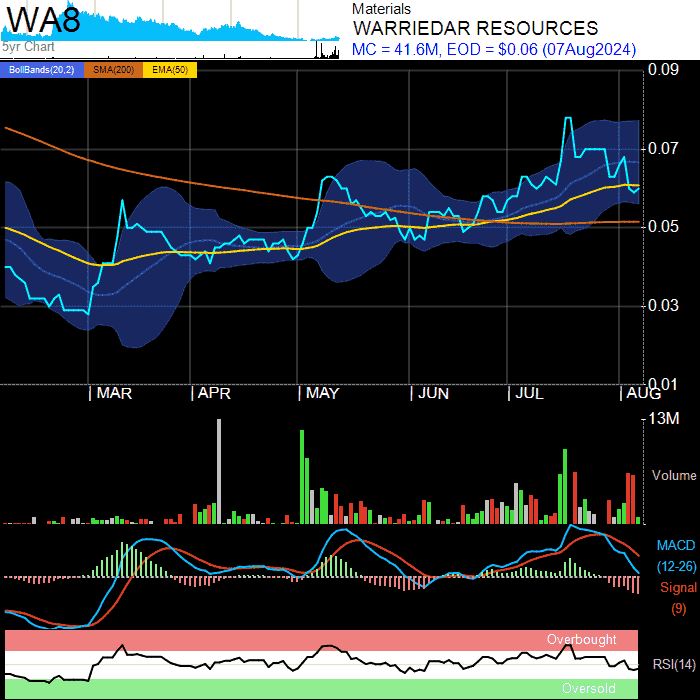 WA8
5yr Chart
Materials
WARRIEDAR RESOURCES
MC = 41.6M, EOD = $0.06 (07Aug2024)
BollBands(20,2) SMA(200) EMA(50)
0.09
0.07
0.05
0.03
0.01
MAR APR MAY JUN JUL AUG
13M
Volume
MACD
(12-26)
Signal
(9)
Overbought
RSI(14)
Oversold